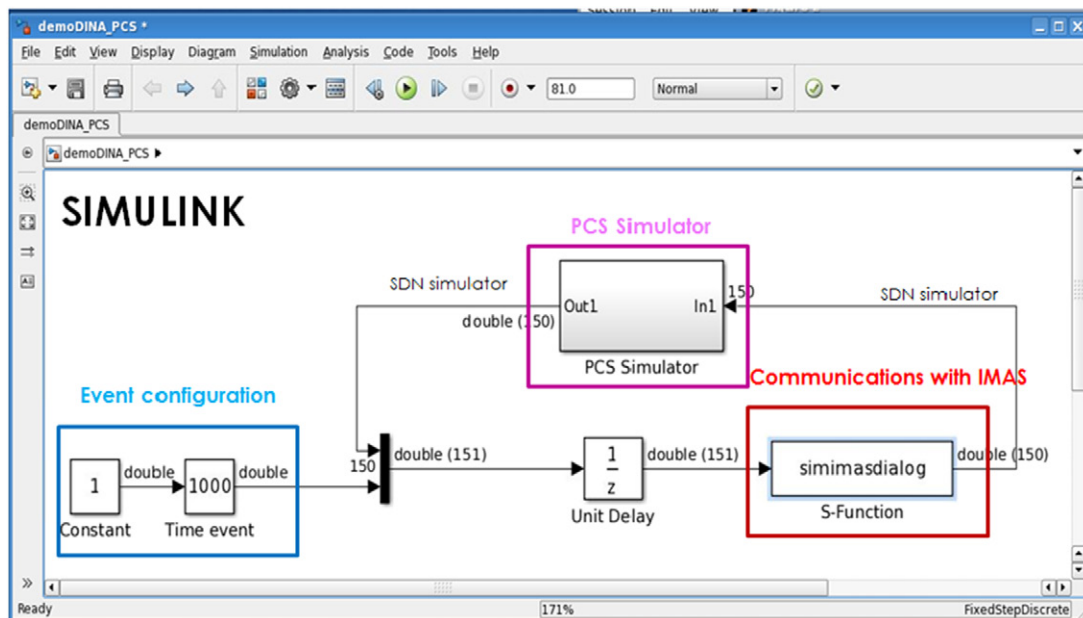 demoDINA_PCS *
File Edit View Display Diagram Simulation Analysis Code Tools Help
81.0 Normal
demoDINA_PCS
demoDINA_PCS
SIMULINK
PCS Simulator
SDN simulator
150
SDN simulator
Out1 In1
double (150)
PCS Simulator
Communications with IMAS
Event configuration
double double
150
double (151)
double (151)
double (150)
1
1000
1
z
simimasdialog
Constant Time event
Unit Delay
S-Function
Ready 171% FixedStepDiscrete